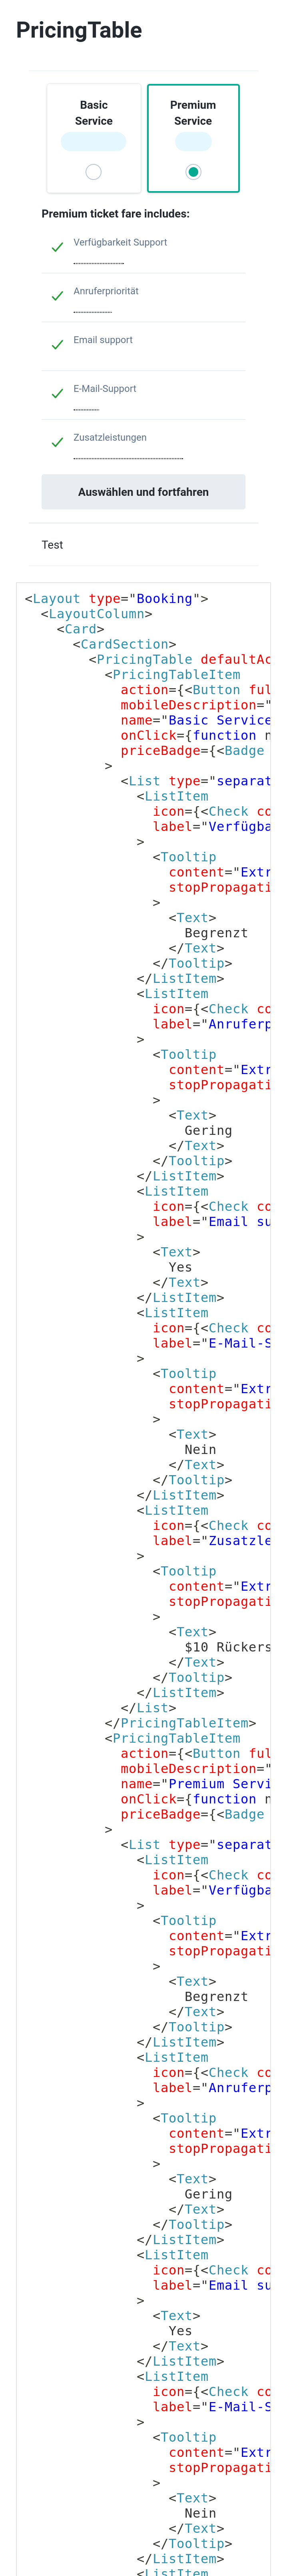 PricingTable
Basic
Service
Premium
Service
Premium ticket fare includes:
Verfügbarkeit Support
Anruferpriorität
Email support
E-Mail-Support
Zusatzleistungen
Auswählen und fortfahren
Test
<Layout type="Booking">
<LayoutColumn>
<Card>
<CardSection>
<PricingTable defaultAc
<PricingTableItem
action={<Button ful
mobileDescription="
name="Basic Service
onClick={function n
priceBadge={<Badge
>
<List type="separat
<ListItem
icon={<Check co
label="Verfügba
>
<Tooltip
content="Extr
stopPropagati
>
<Text>
Begrenzt
</Text>
</Tooltip>
</ListItem>
<ListItem
icon={<Check co
label="Anruferp
>
<Tooltip
content="Extr
stopPropagati
>
<Text>
Gering
</Text>
</Tooltip>
</ListItem>
<ListItem
icon={<Check co
label="Email su
>
<Text>
Yes
</Text>
</ListItem>
<ListItem
icon={<Check co
label="E-Mail-S
>
<Tooltip
content="Extr
stopPropagati
>
<Text>
Nein
</Text>
</Tooltip>
</ListItem>
<ListItem
icon={<Check co
label="Zusatzle
>
<Tooltip
content="Extr
stopPropagati
>
<Text>
$10 Rückers
</Text>
</Tooltip>
</ListItem>
</List>
</PricingTableItem>
<PricingTableItem
action={<Button ful
mobileDescription="
name="Premium Servi
onClick={function n
priceBadge={<Badge
>
<List type="separat
<ListItem
icon={<Check co
label="Verfügba
>
<Tooltip
content="Extr
stopPropagati
>
<Text>
Begrenzt
</Text>
</Tooltip>
</ListItem>
<ListItem
icon={<Check co
label="Anruferp
>
<Tooltip
content="Extr
stopPropagati
>
<Text>
Gering
</Text>
</Tooltip>
</ListItem>
<ListItem
icon={<Check co
label="Email su
>
<Text>
Yes
</Text>
</ListItem>
<ListItem
icon={<Check co
label="E-Mail-S
>
<Tooltip
content="Extr
stopPropagati
>
<Text>
Nein
</Text>
</Tooltip>
</ListItem>
<ListItem